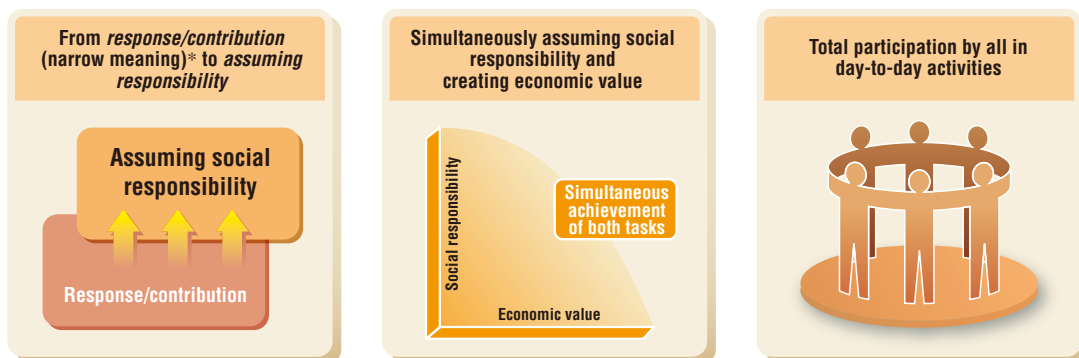 From response/contribution
(narrow meaning)* to assuming
responsibility
Assuming social
responsibility
Response/contribution
Simultaneously assuming social
responsibility and
creating economic value
Social responsibility
Simultaneous
achievement
of both tasks
Economic value
Total participation by all in
day-to-day activities